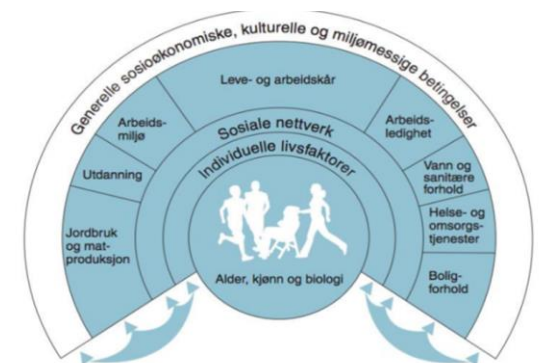 Generelle sosioøkonomiske, kulturelle og miljømessige betingelser
Leve- og arbeidskår
Arbeids-
miljø
Arbeids-
ledighet
Sosiale nettverk
Individuelle livsfaktorer
Utdanning
Vann og
sanitære
forhold
Jordbruk
og mat-
produksjon
Helse- og
omsorgs-
tjenester
Bolig-
forhold
Alder, kjønn og biologi